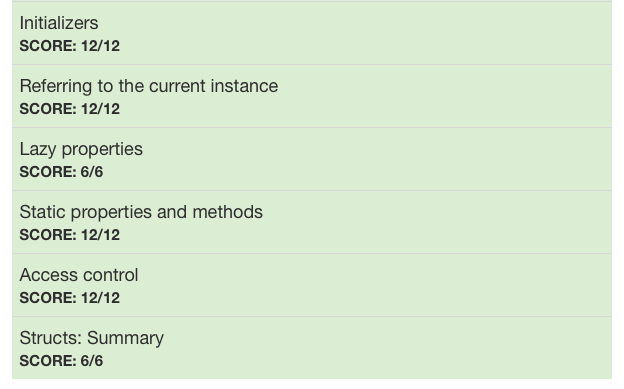 Initializers
SCORE: 12/12
Referring to the current instance
SCORE: 12/12
Lazy properties
SCORE: 6/6
Static properties and methods
SCORE: 12/12
Access control
SCORE: 12/12
Structs: Summary
SCORE: 6/6